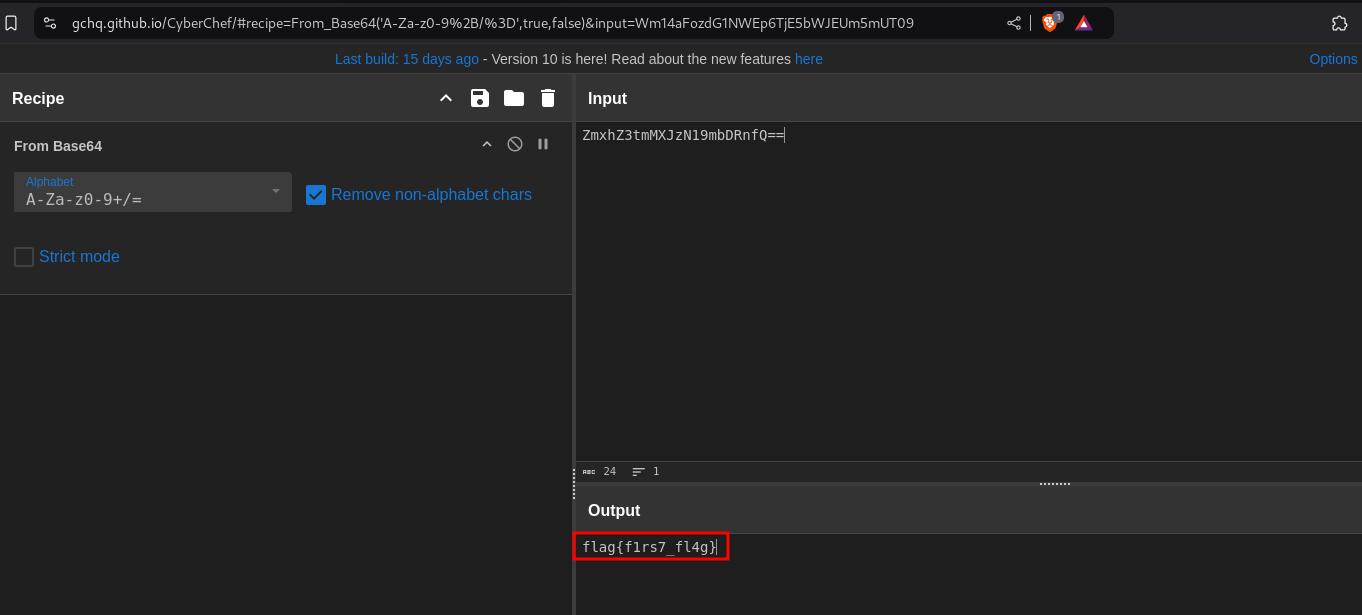 gchq.github.io/CyberChef/#recipe=From_Base64('A-Za-z0-9%2B/%3D',true,false)&input=Wm14aFozdG1NWEp6TjE5bWJEUm5mUT09
1
Last build: 15 days ago - Version 10 is here! Read about the new features here
Options
Recipe
From Base64
Alphabet
A-Za-z0-9+/=
Remove non-alphabet chars
Strict mode
Input
ZmxhZ3tmMXJzN19mbDRnfQ==
ABC 24 1
Output
flag{f1rs7_fl4g}